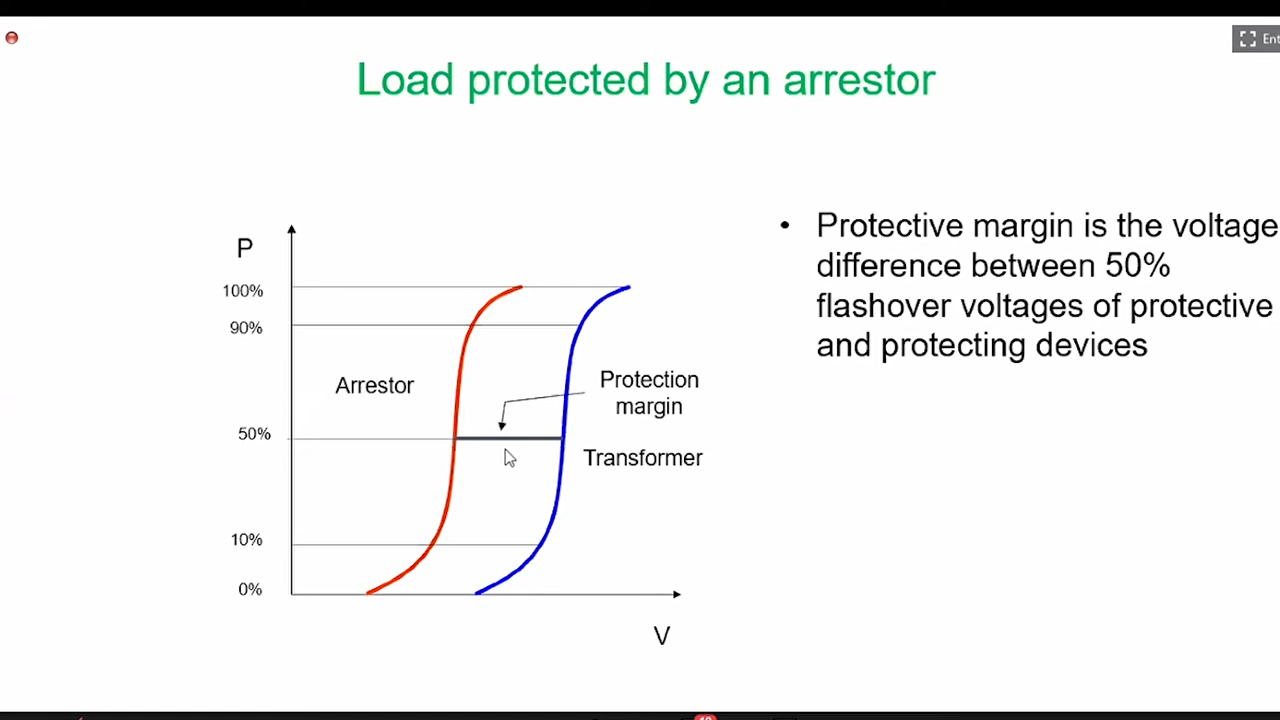 Ent
Load protected by an arrestor
P
100%
90%
Arrestor
50%
10%
0%
Protection
margin
Transformer
V
• Protective margin is the voltage
difference between 50%
flashover voltages of protective
and protecting devices